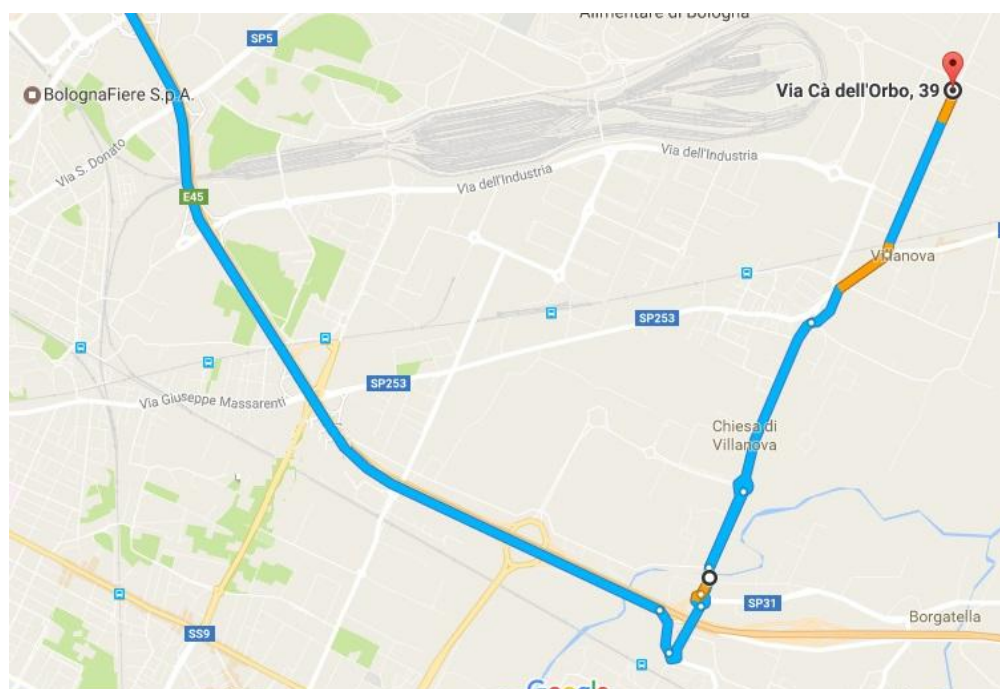 Alimentare di Bologna
SP5
BolognaFiere S.p.A.
Via Cà dell'Orbo, 39
Via S. Donato
Via dell'Industria
Via dell'Industria
E45
Villanova
SP253
SP253
Via Giuseppe Massarenti
Chiesa di
Villanova
SP31
Borgatella
SS9
Google